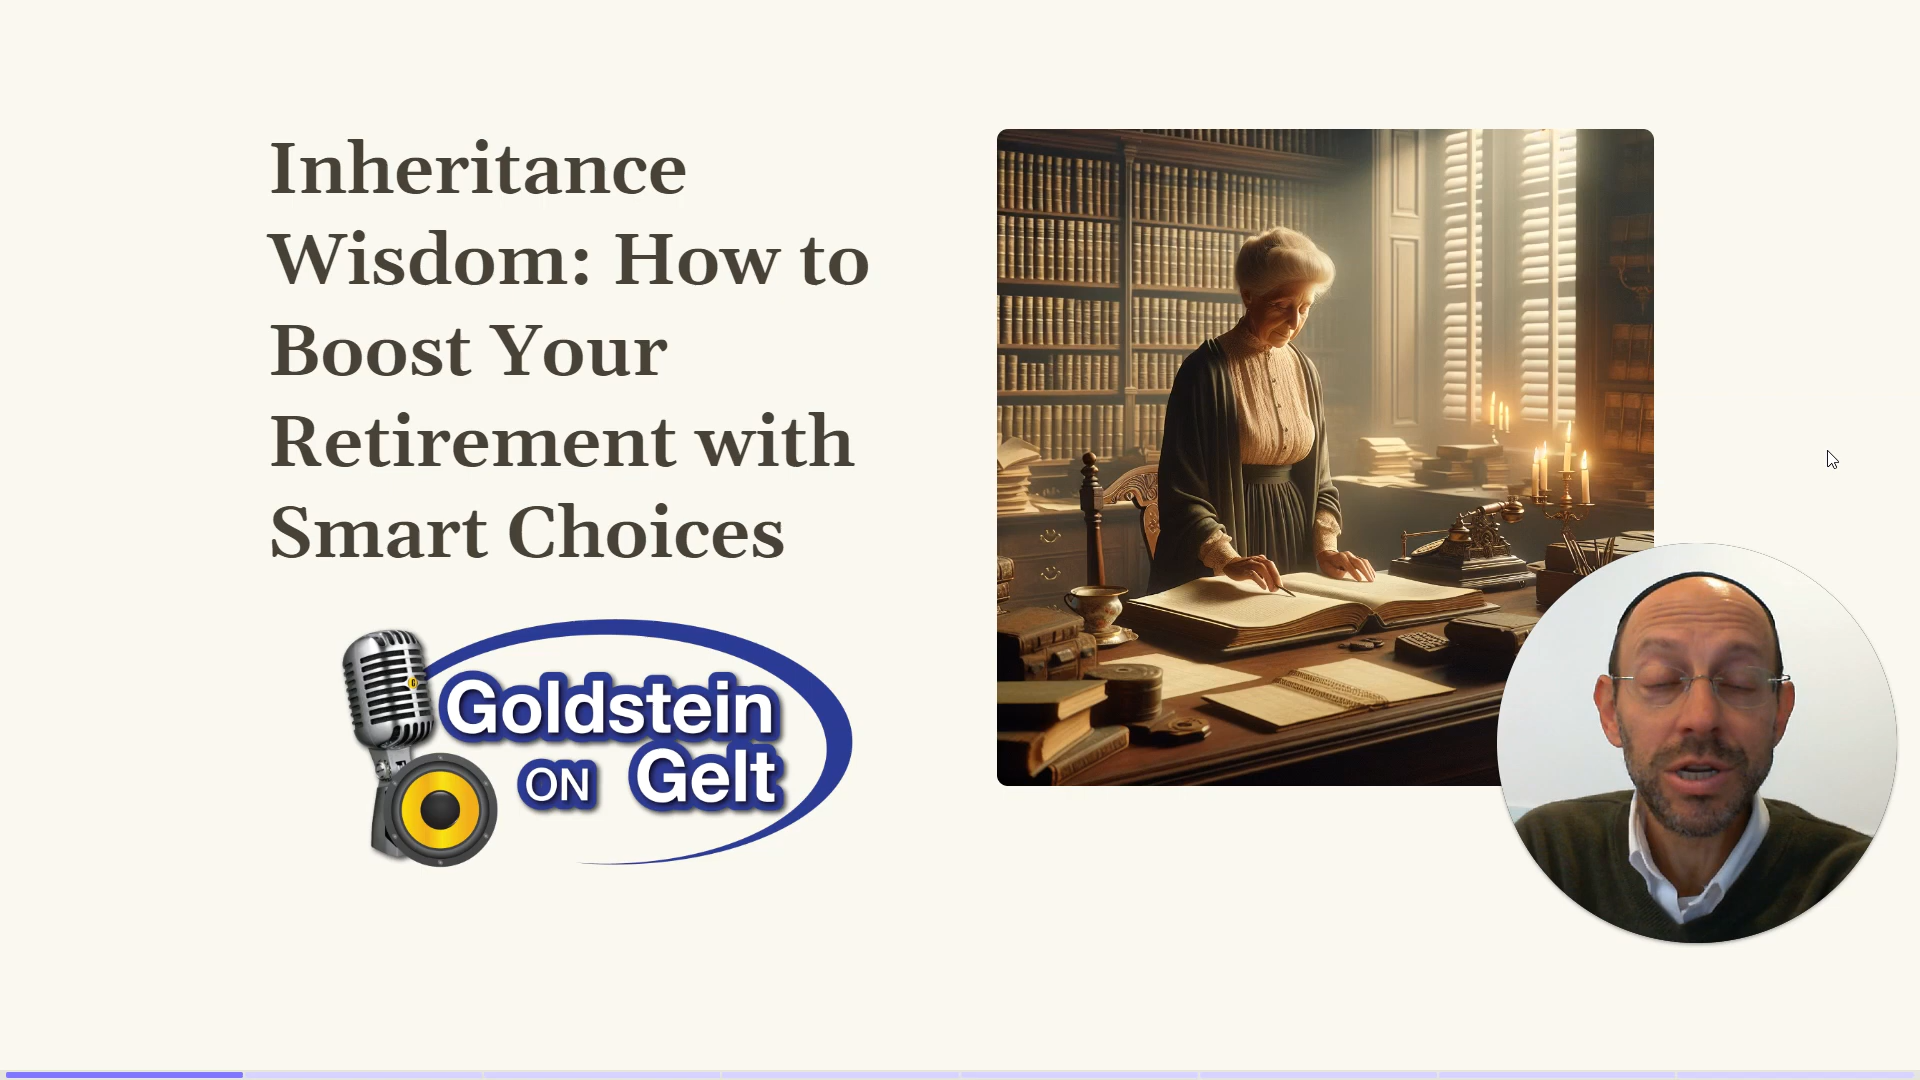 Inheritance
Wisdom: How to
Boost Your
Retirement with
Smart Choices
Goldstein
ON Gelt